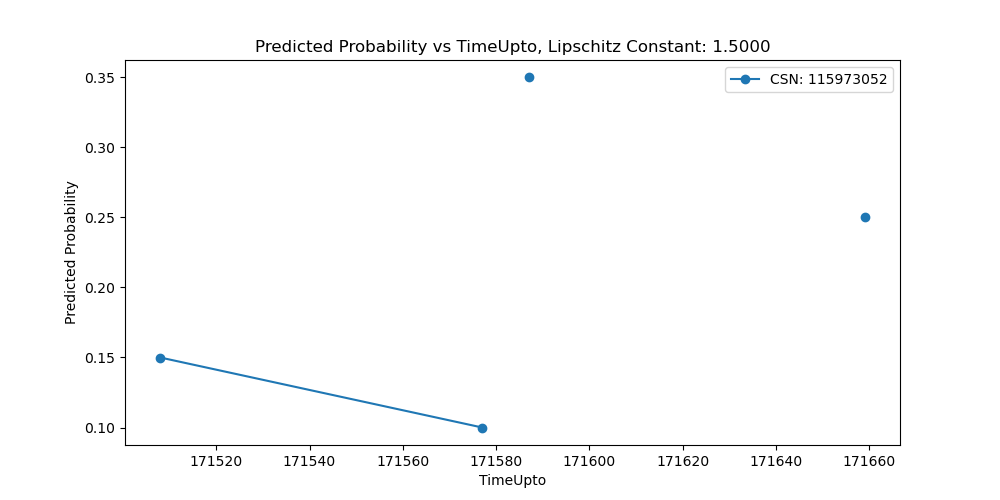 Predicted Probability vs TimeUpto, Lipschitz Constant: 1.5000
CSN: 115973052
Predicted Probability
0.35
0.30
0.25
0.20
0.15
0.10
171520 171540 171560 171580 171600 171620 171640 171660
TimeUpto